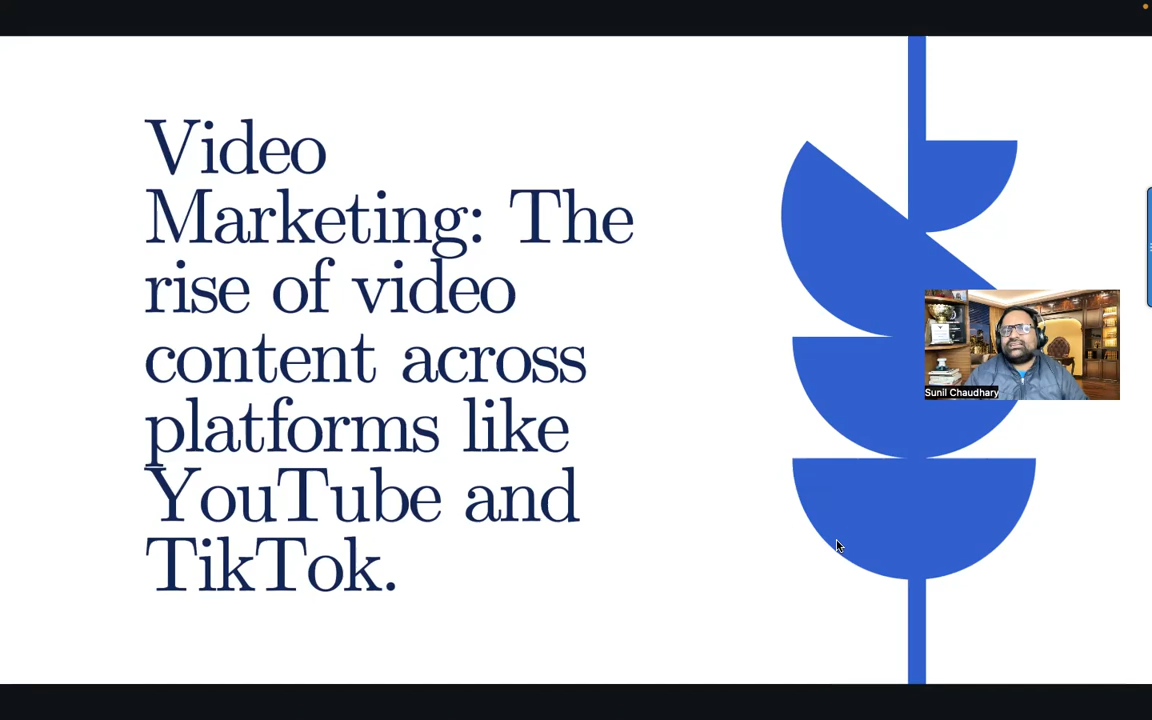 Video
Marketing: The
rise of video
content across
platforms like
YouTube and
TikTok.
Sunil Chaudhary